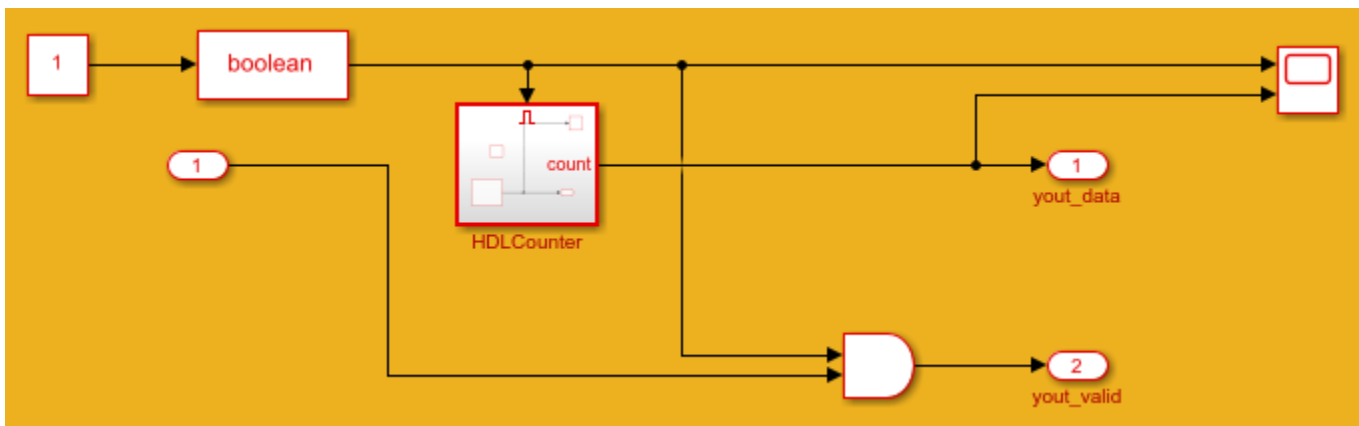 1
boolean
1
count
HDLCounter
1
yout_data
2
yout_valid